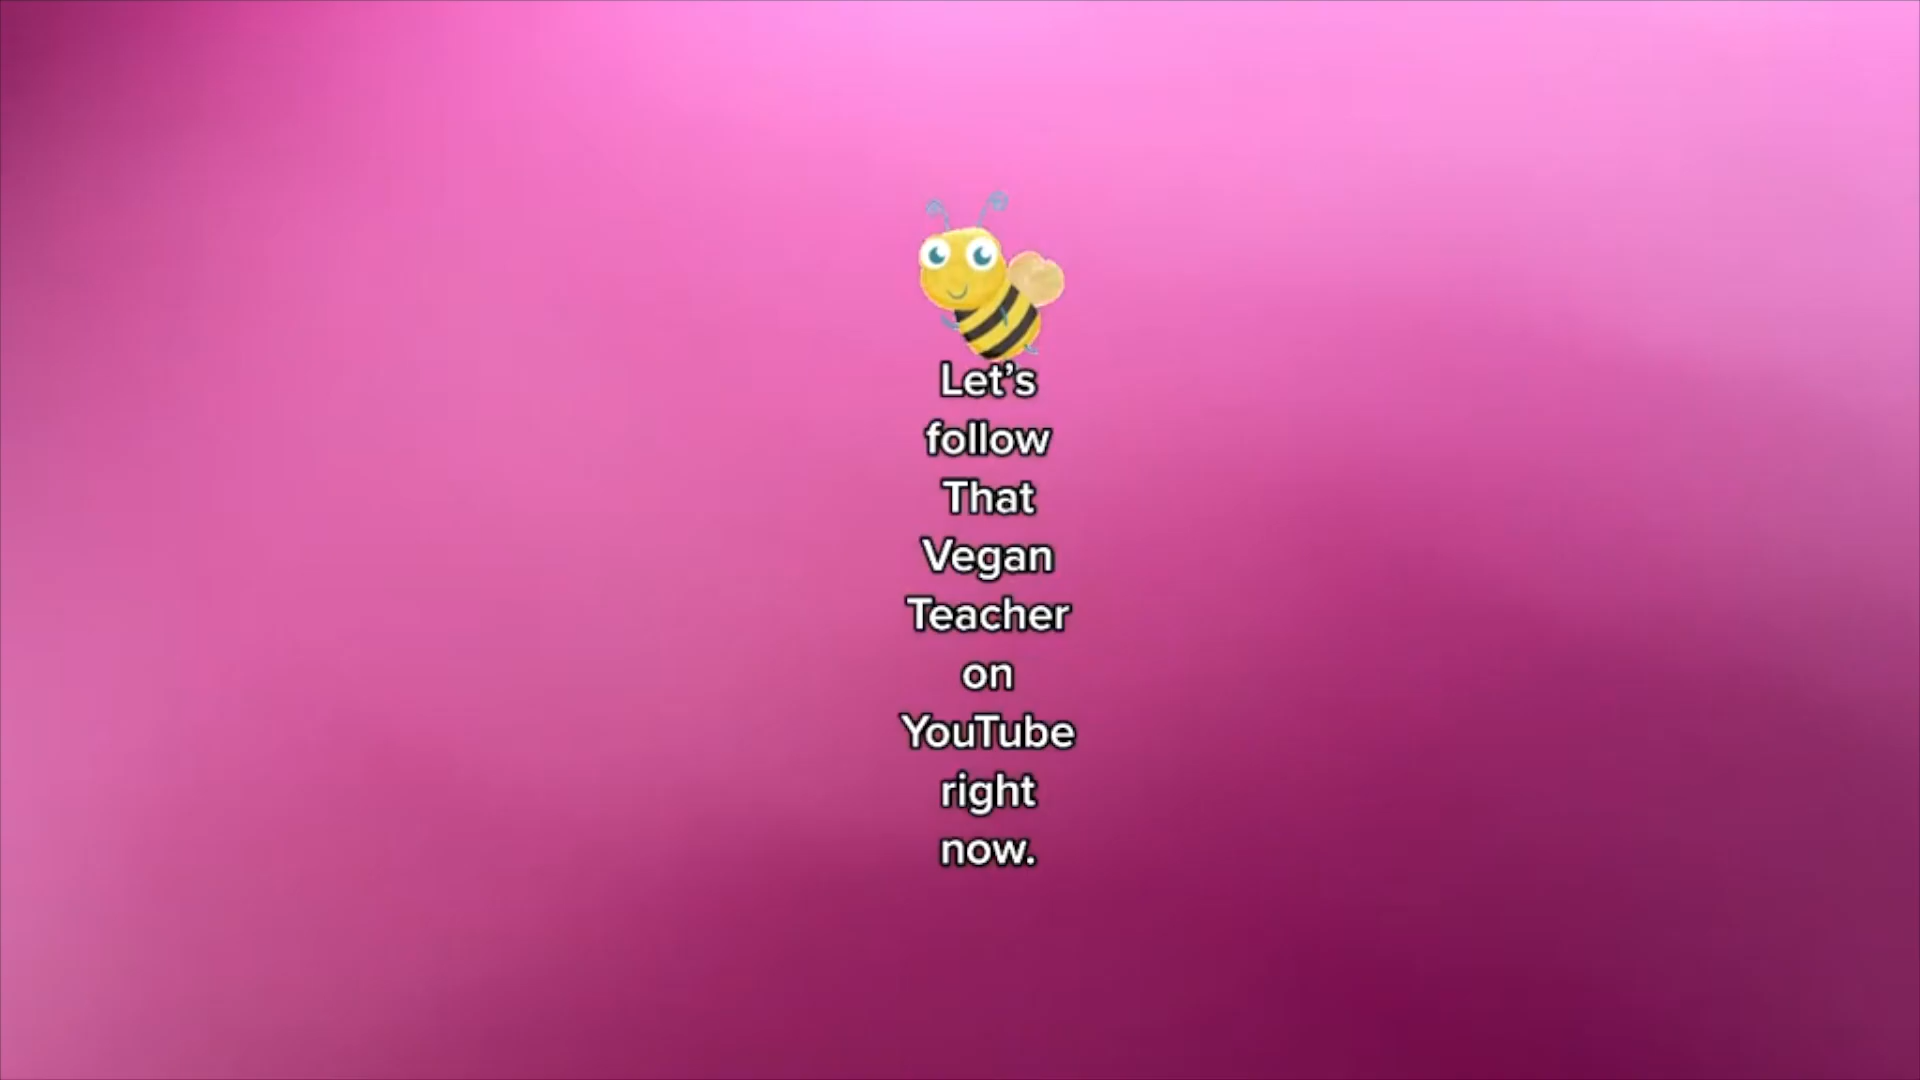 Let’s
follow
That
Vegan
Teacher
on
YouTube
right
now.